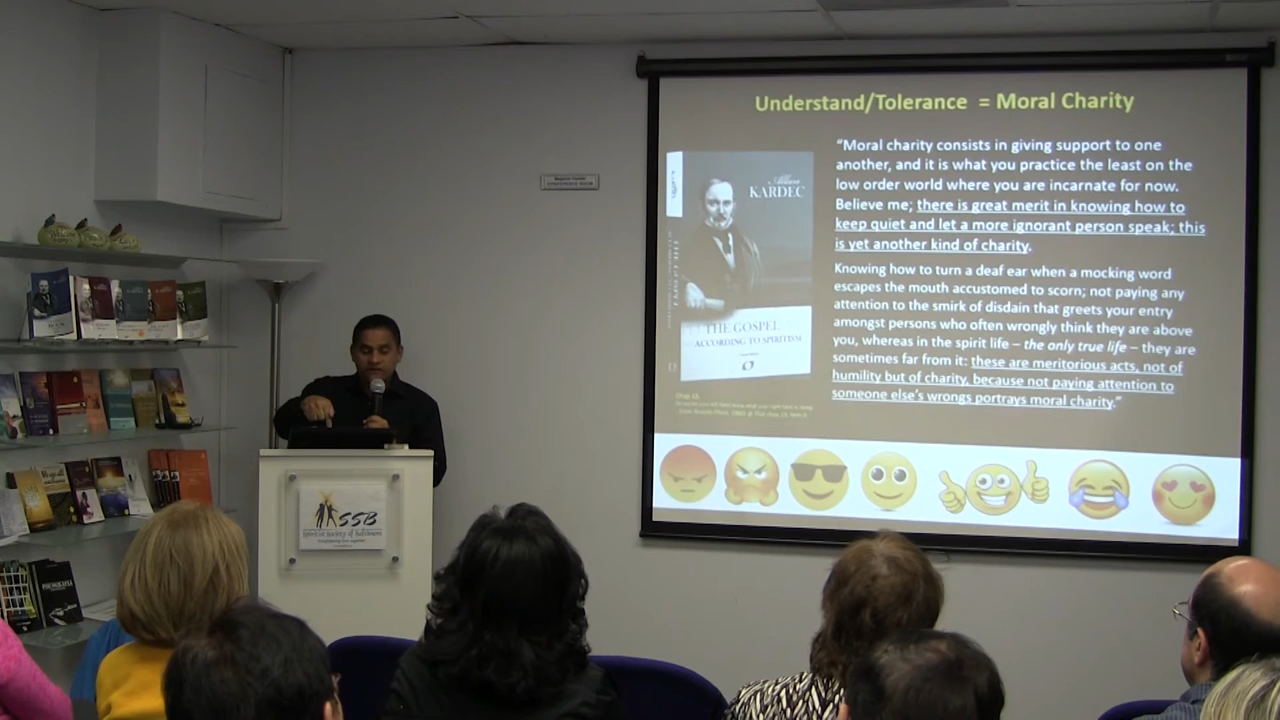 Understand/Tolerance = Moral Charity
“Moral charity consists in giving support to one
another, and it is what you practice the least on the
low order world where you are incarnate for now.
Believe me; there is great merit in knowing how to
keep quiet and let a more ignorant person speak; this
is yet another kind of charity.
Knowing how to turn a deaf ear when a mocking word
escapes the mouth accustomed to scorn; not paying any
attention to the smirk of disdain that greets your entry
amongst persons who often wrongly think they are above
you, whereas in the spirit life – the only true life – they are
sometimes far from it: these are meritorious acts, not of
humility but of charity, because not paying attention to
someone else’s wrongs portrays moral charity.”
Allan
KARDEC
THE GOSPEL
ACCORDING TO SPIRITISM
CONFERENCE ROOM
SSB
Spiritist Society of Baltimore